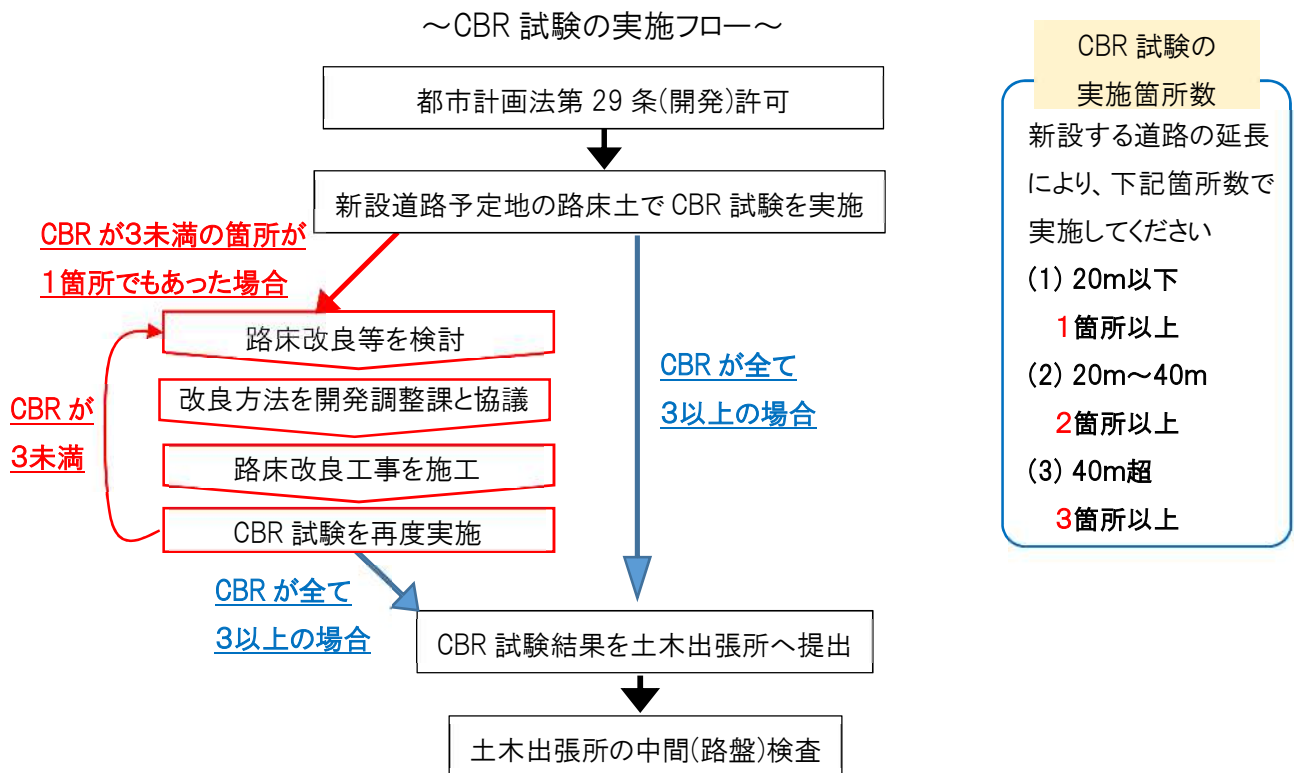 ～CBR 試験の実施フロー～
都市計画法第 29 条(開発)許可
新設道路予定地の路床土で CBR 試験を実施
CBR が3未満の箇所が
1箇所でもあった場合
路床改良等を検討
改良方法を開発調整課と協議
路床改良工事を施工
CBR 試験を再度実施
CBR が
3未満
CBR が全て
3以上の場合
CBR が全て
3以上の場合
CBR 試験結果を土木出張所へ提出
土木出張所の中間(路盤)検査
CBR 試験の
実施箇所数
新設する道路の延長
により、下記箇所数で
実施してください
(1) 20m以下
1箇所以上
(2) 20m～40m
2箇所以上
(3) 40m超
3箇所以上